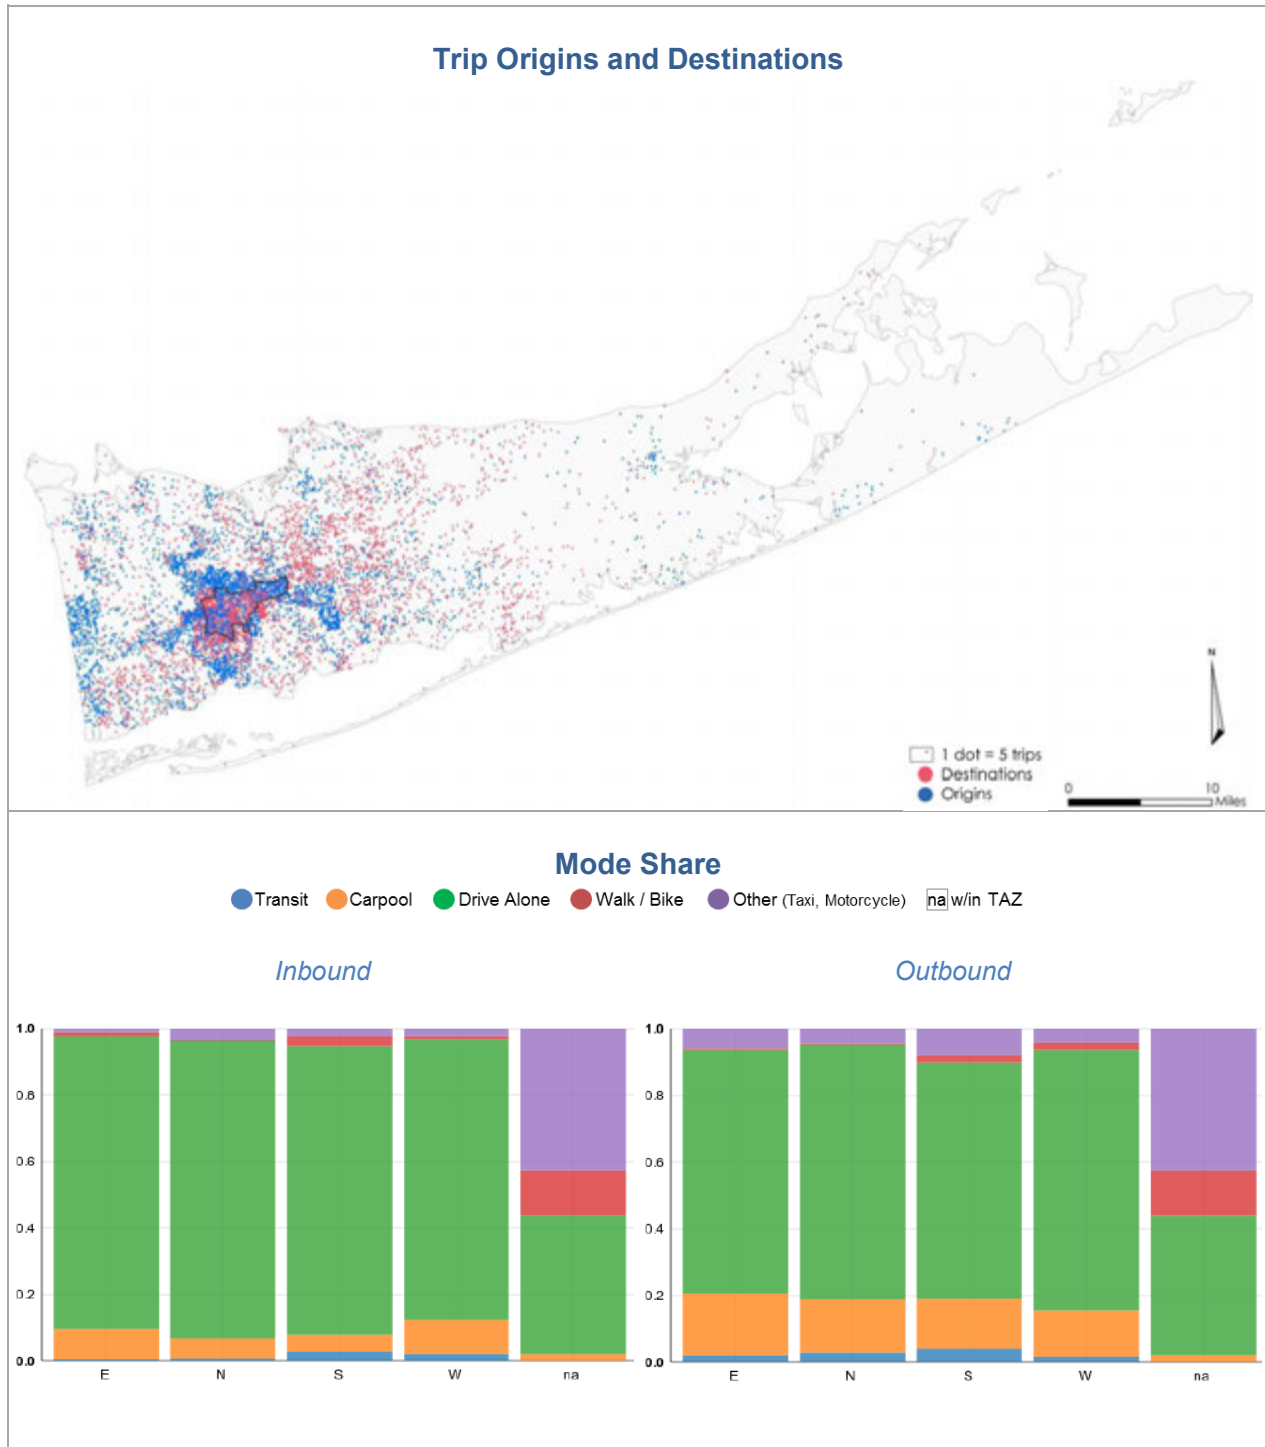 Trip Origins and Destinations
N
1 dot = 5 trips
Destinations
Origins
0 10
Miles
Mode Share
Transit Carpool Drive Alone Walk / Bike Other (Taxi, Motorcycle) na w/in TAZ
Inbound Outbound
1.0 1.0
0.8 0.8
0.6 0.6
0.4 0.4
0.2 0.2
0.0 0.0
E N S W na E N S W na